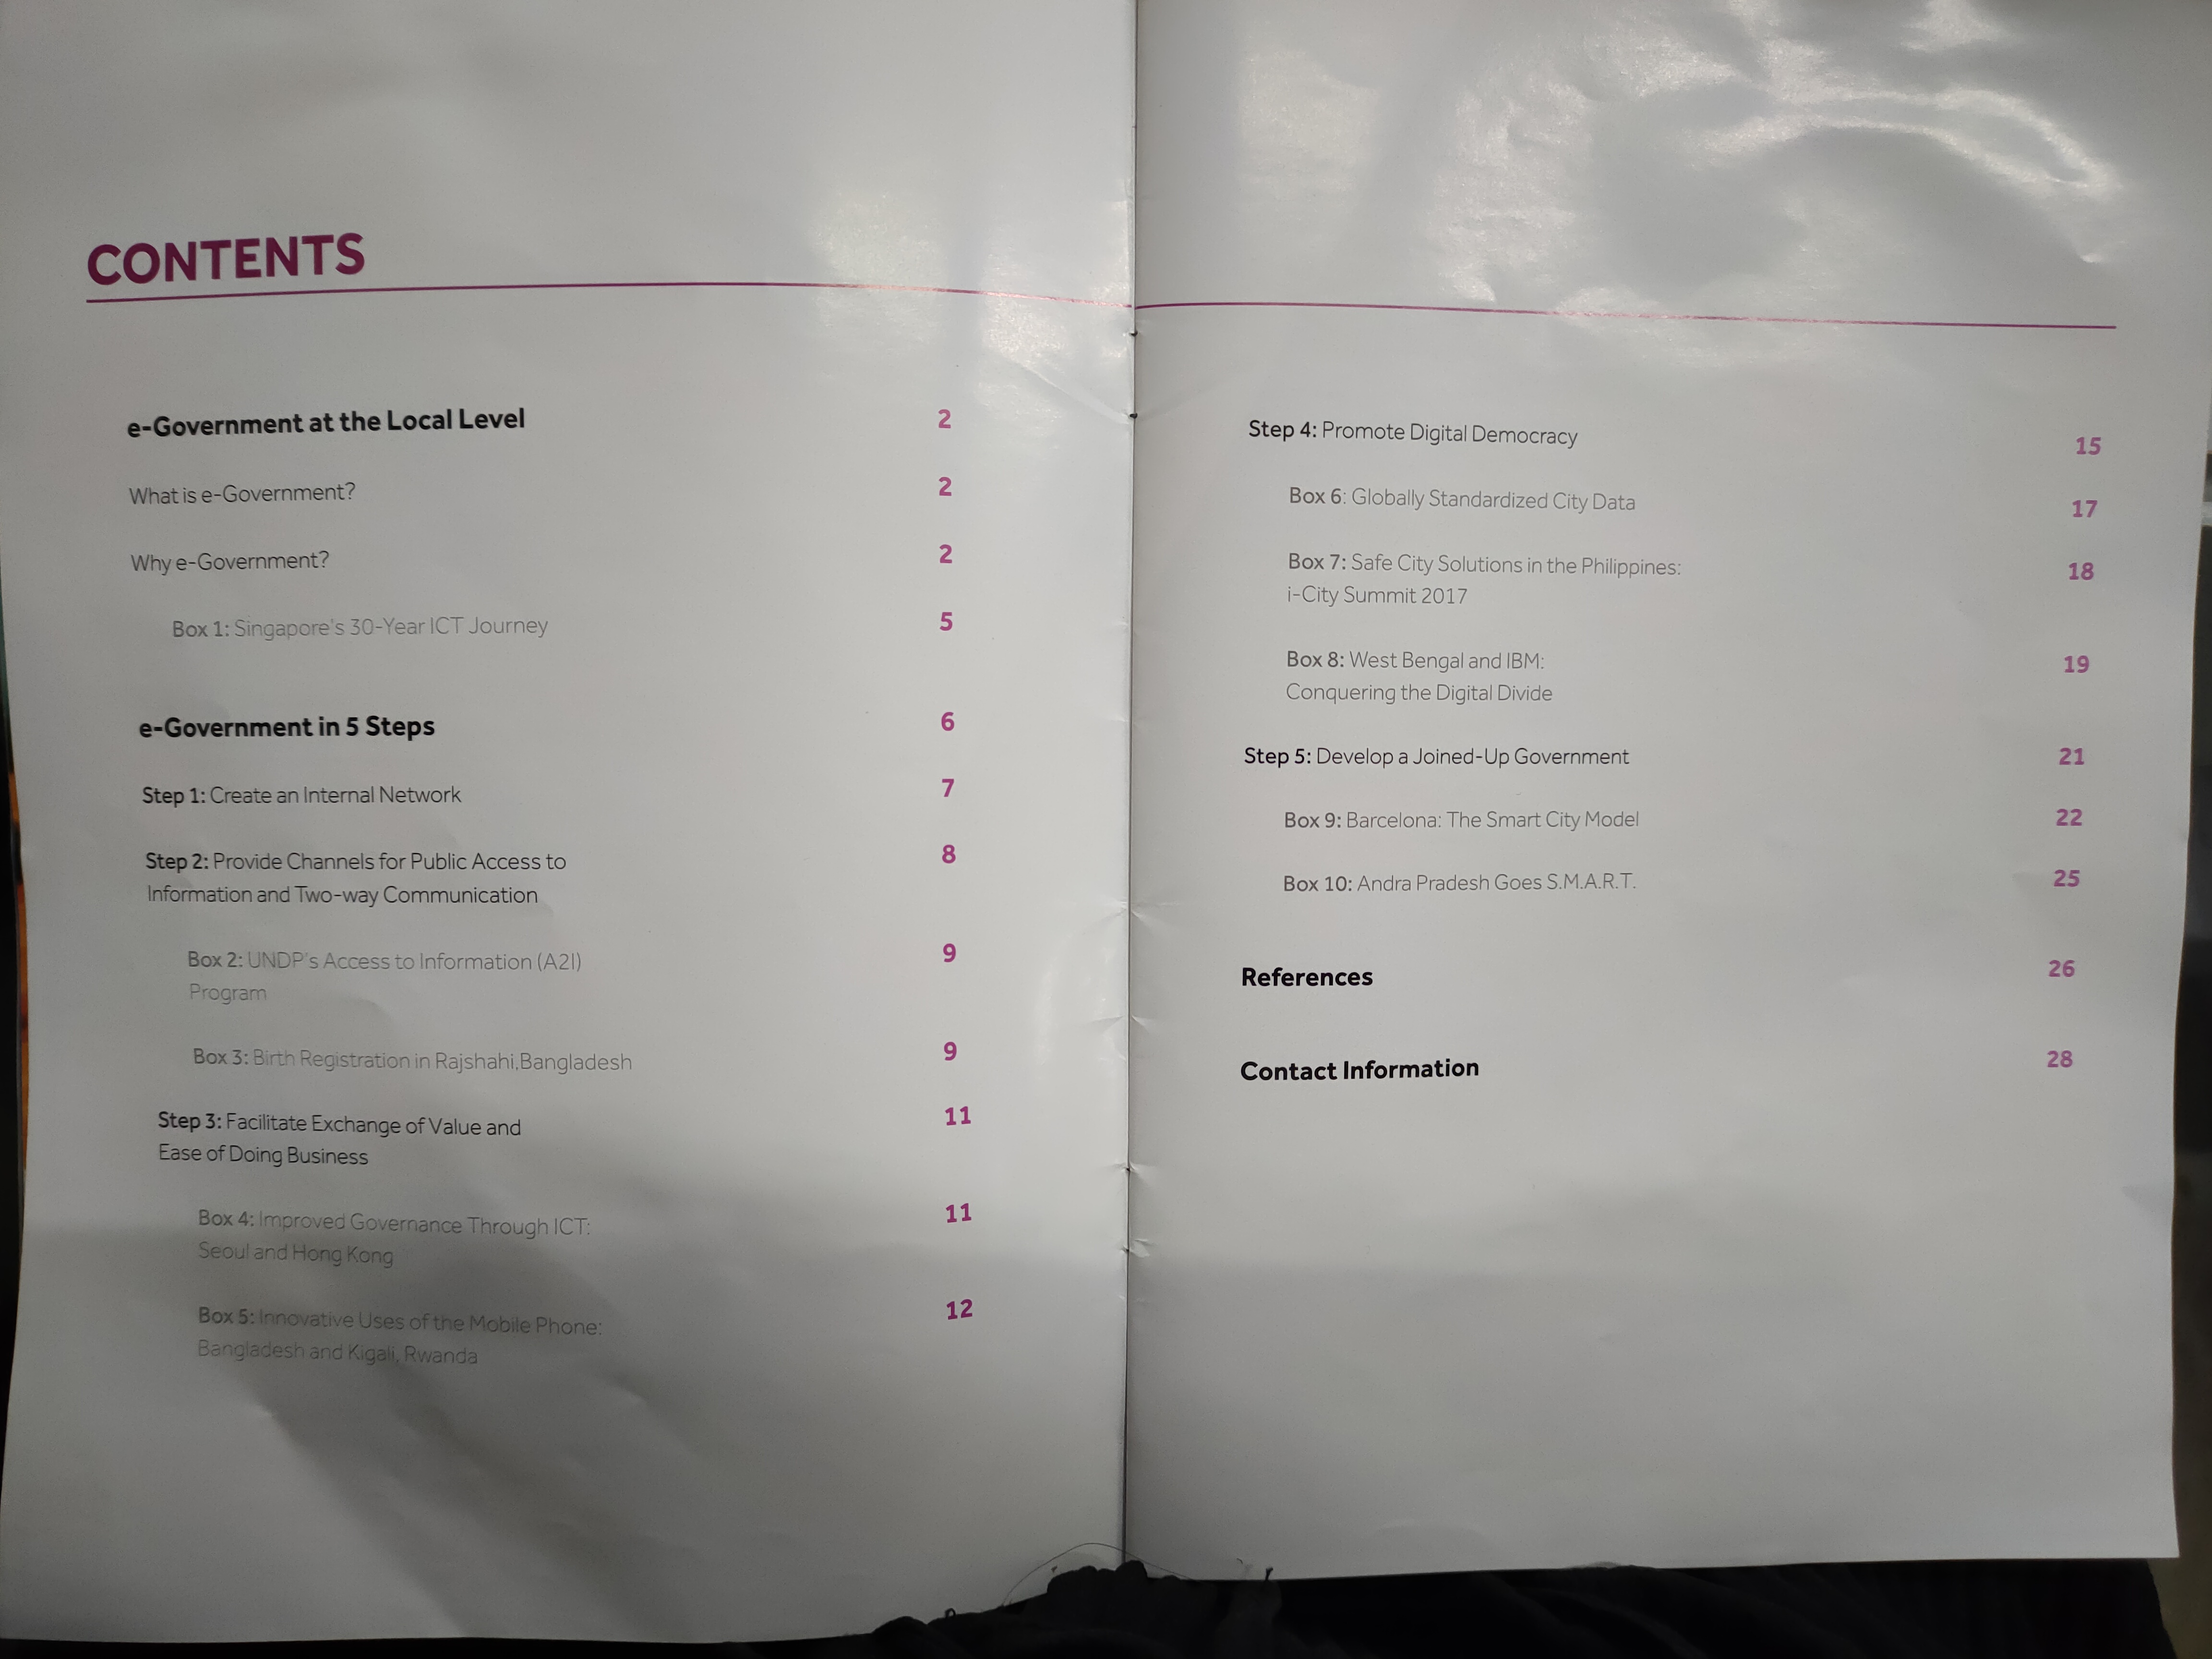 CONTENTS
e-Government at the Local Level 2
What is e-Government? 2
Why e-Government? 2
Box 1: Singapore's 30-Year ICT Journey 5
e-Government in 5 Steps 6
Step 1: Create an Internal Network 7
Step 2: Provide Channels for Public Access to 8
Information and Two-way Communication
Box 2: UNDP's Access to Information (A2I) 9
Program
Box 3: Birth Registration in Rajshahi,Bangladesh 9
Step 3: Facilitate Exchange of Value and 11
Ease of Doing Business
Box 4: Improved Governance Through ICT: 11
Seoul and Hong Kong
Box 5: Innovative Uses of the Mobile Phone: 12
Bangladesh and Kigali, Rwanda
Step 4: Promote Digital Democracy 15
Box 6: Globally Standardized City Data 17
Box 7: Safe City Solutions in the Philippines: 18
i-City Summit 2017
Box 8: West Bengal and IBM: 19
Conquering the Digital Divide
Step 5: Develop a Joined-Up Government 21
Box 9: Barcelona: The Smart City Model 22
Box 10: Andra Pradesh Goes S.M.A.R.T. 25
References 26
Contact Information 28